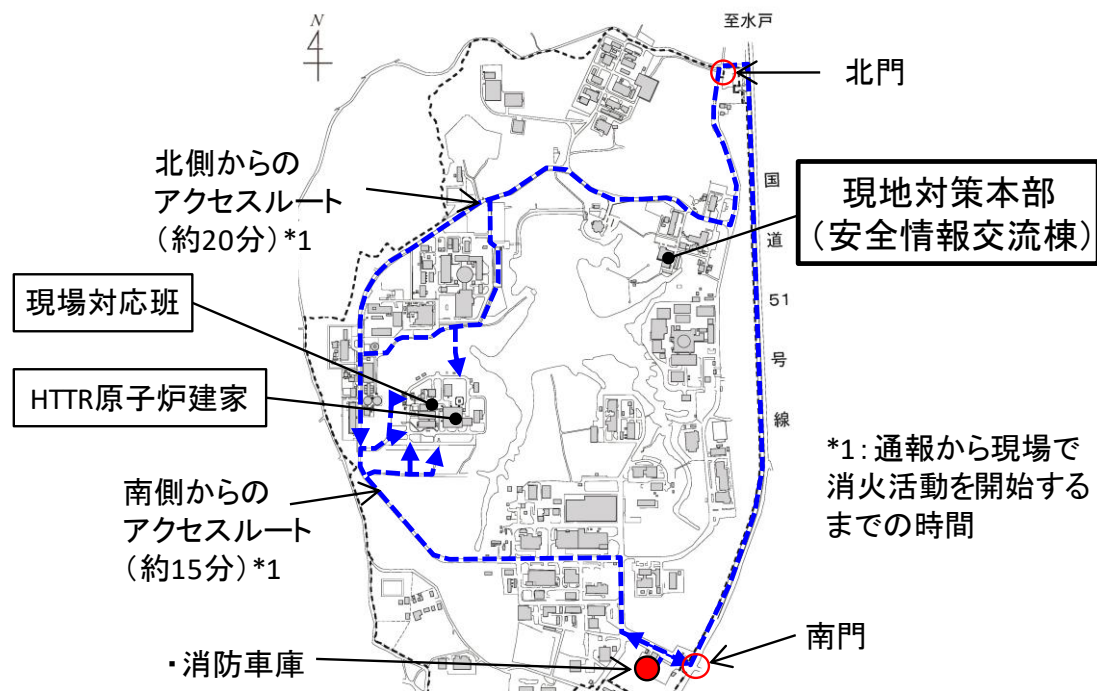 N
至水戸
北門
北側からの
アクセスルート
（約20分）*1
現地対策本部
（安全情報交流棟）
国道51号線
現場対応班
HTTR原子炉建家
*1：通報から現場で
消火活動を開始する
までの時間
南側からの
アクセスルート
（約15分）*1
南門
・消防車庫